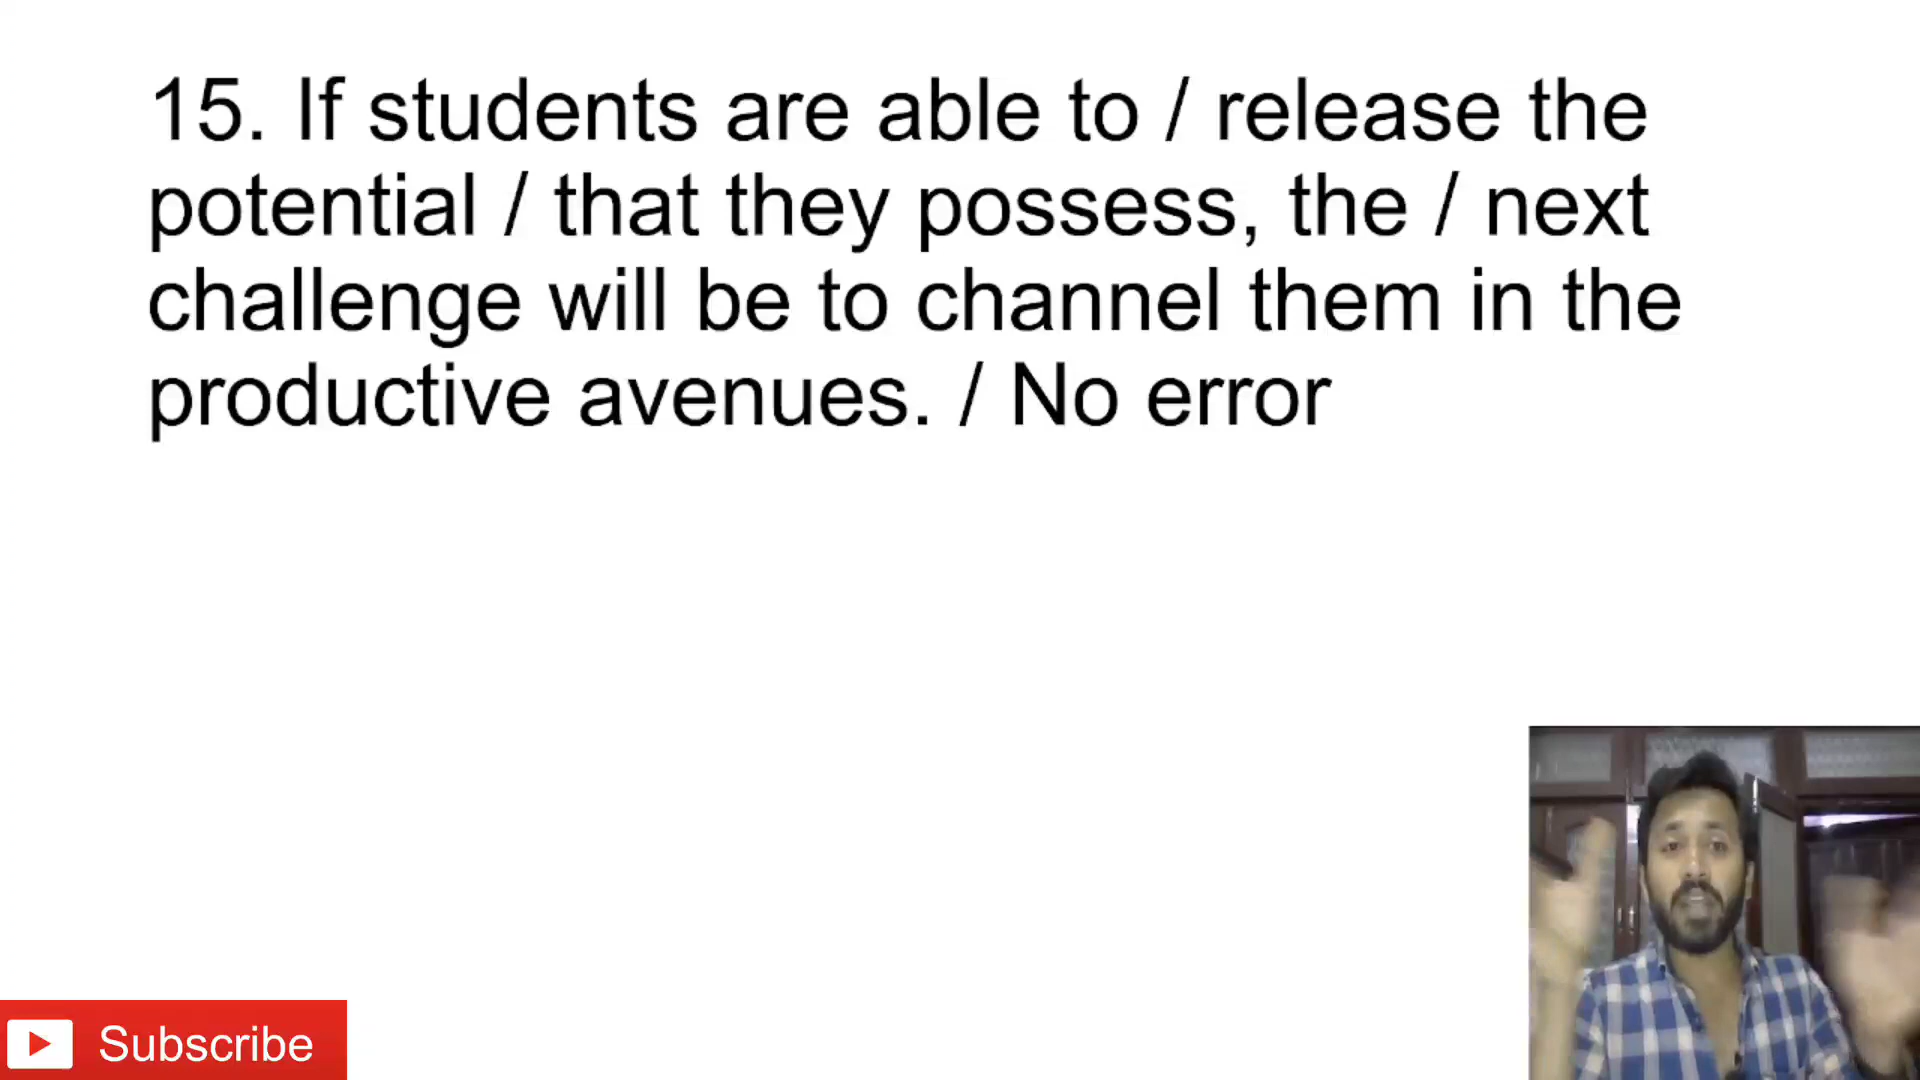 15. If students are able to / release the
potential / that they possess, the / next
challenge will be to channel them in the
productive avenues. / No error
Subscribe